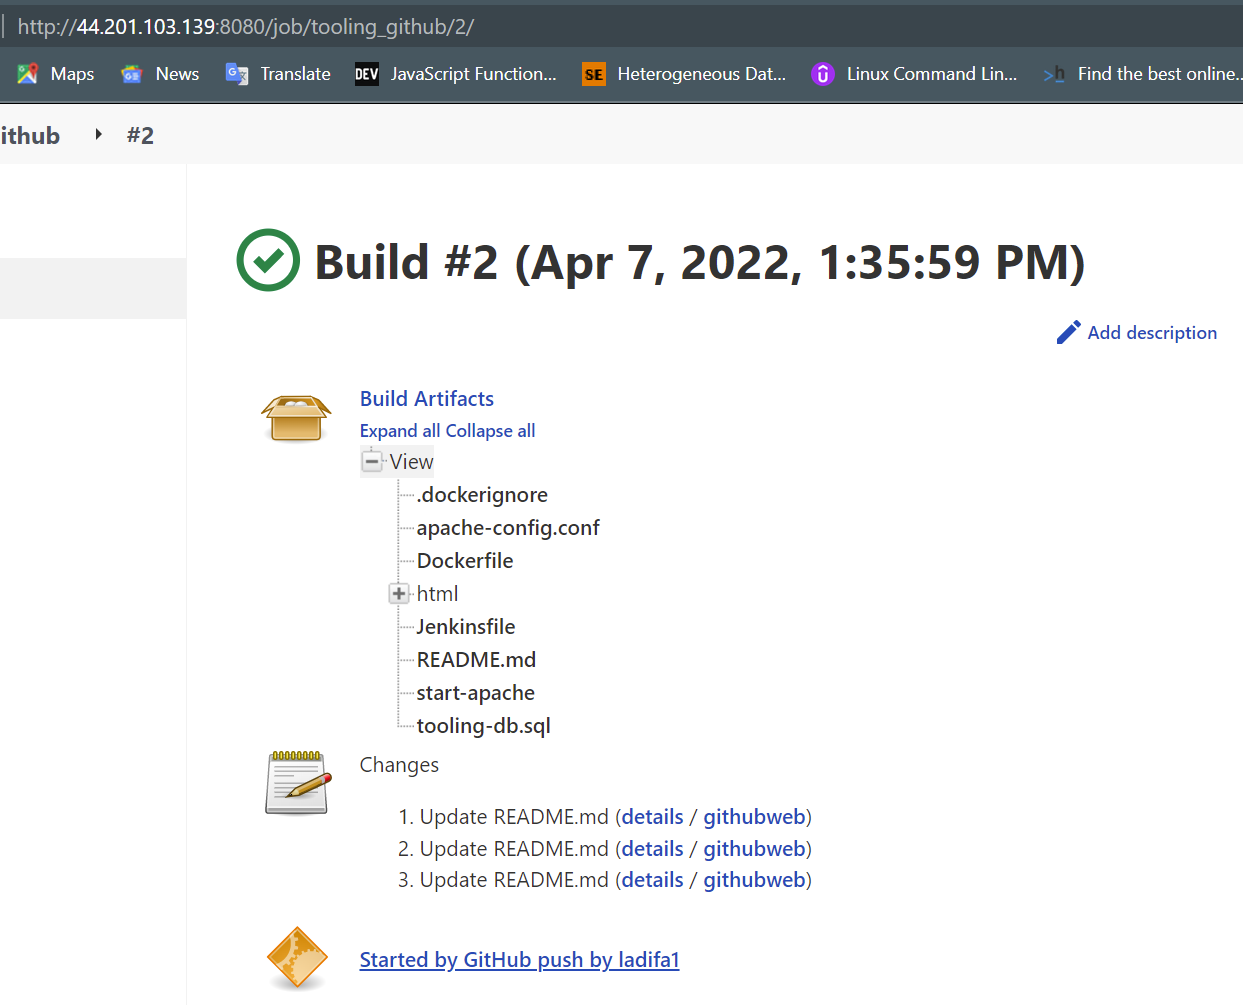 http://44.201.103.139:8080/job/tooling_github/2/
Maps News Translate DEV JavaScript Function... SE Heterogeneous Dat... Linux Command Lin... >h Find the best online...
ithub #2
Build #2 (Apr 7, 2022, 1:35:59 PM)
Add description
Build Artifacts
Expand all Collapse all
View
.dockerignore
apache-config.conf
Dockerfile
html
Jenkinsfile
README.md
start-apache
tooling-db.sql
Changes
1. Update README.md (details / githubweb)
2. Update README.md (details / githubweb)
3. Update README.md (details / githubweb)
Started by GitHub push by ladifa1